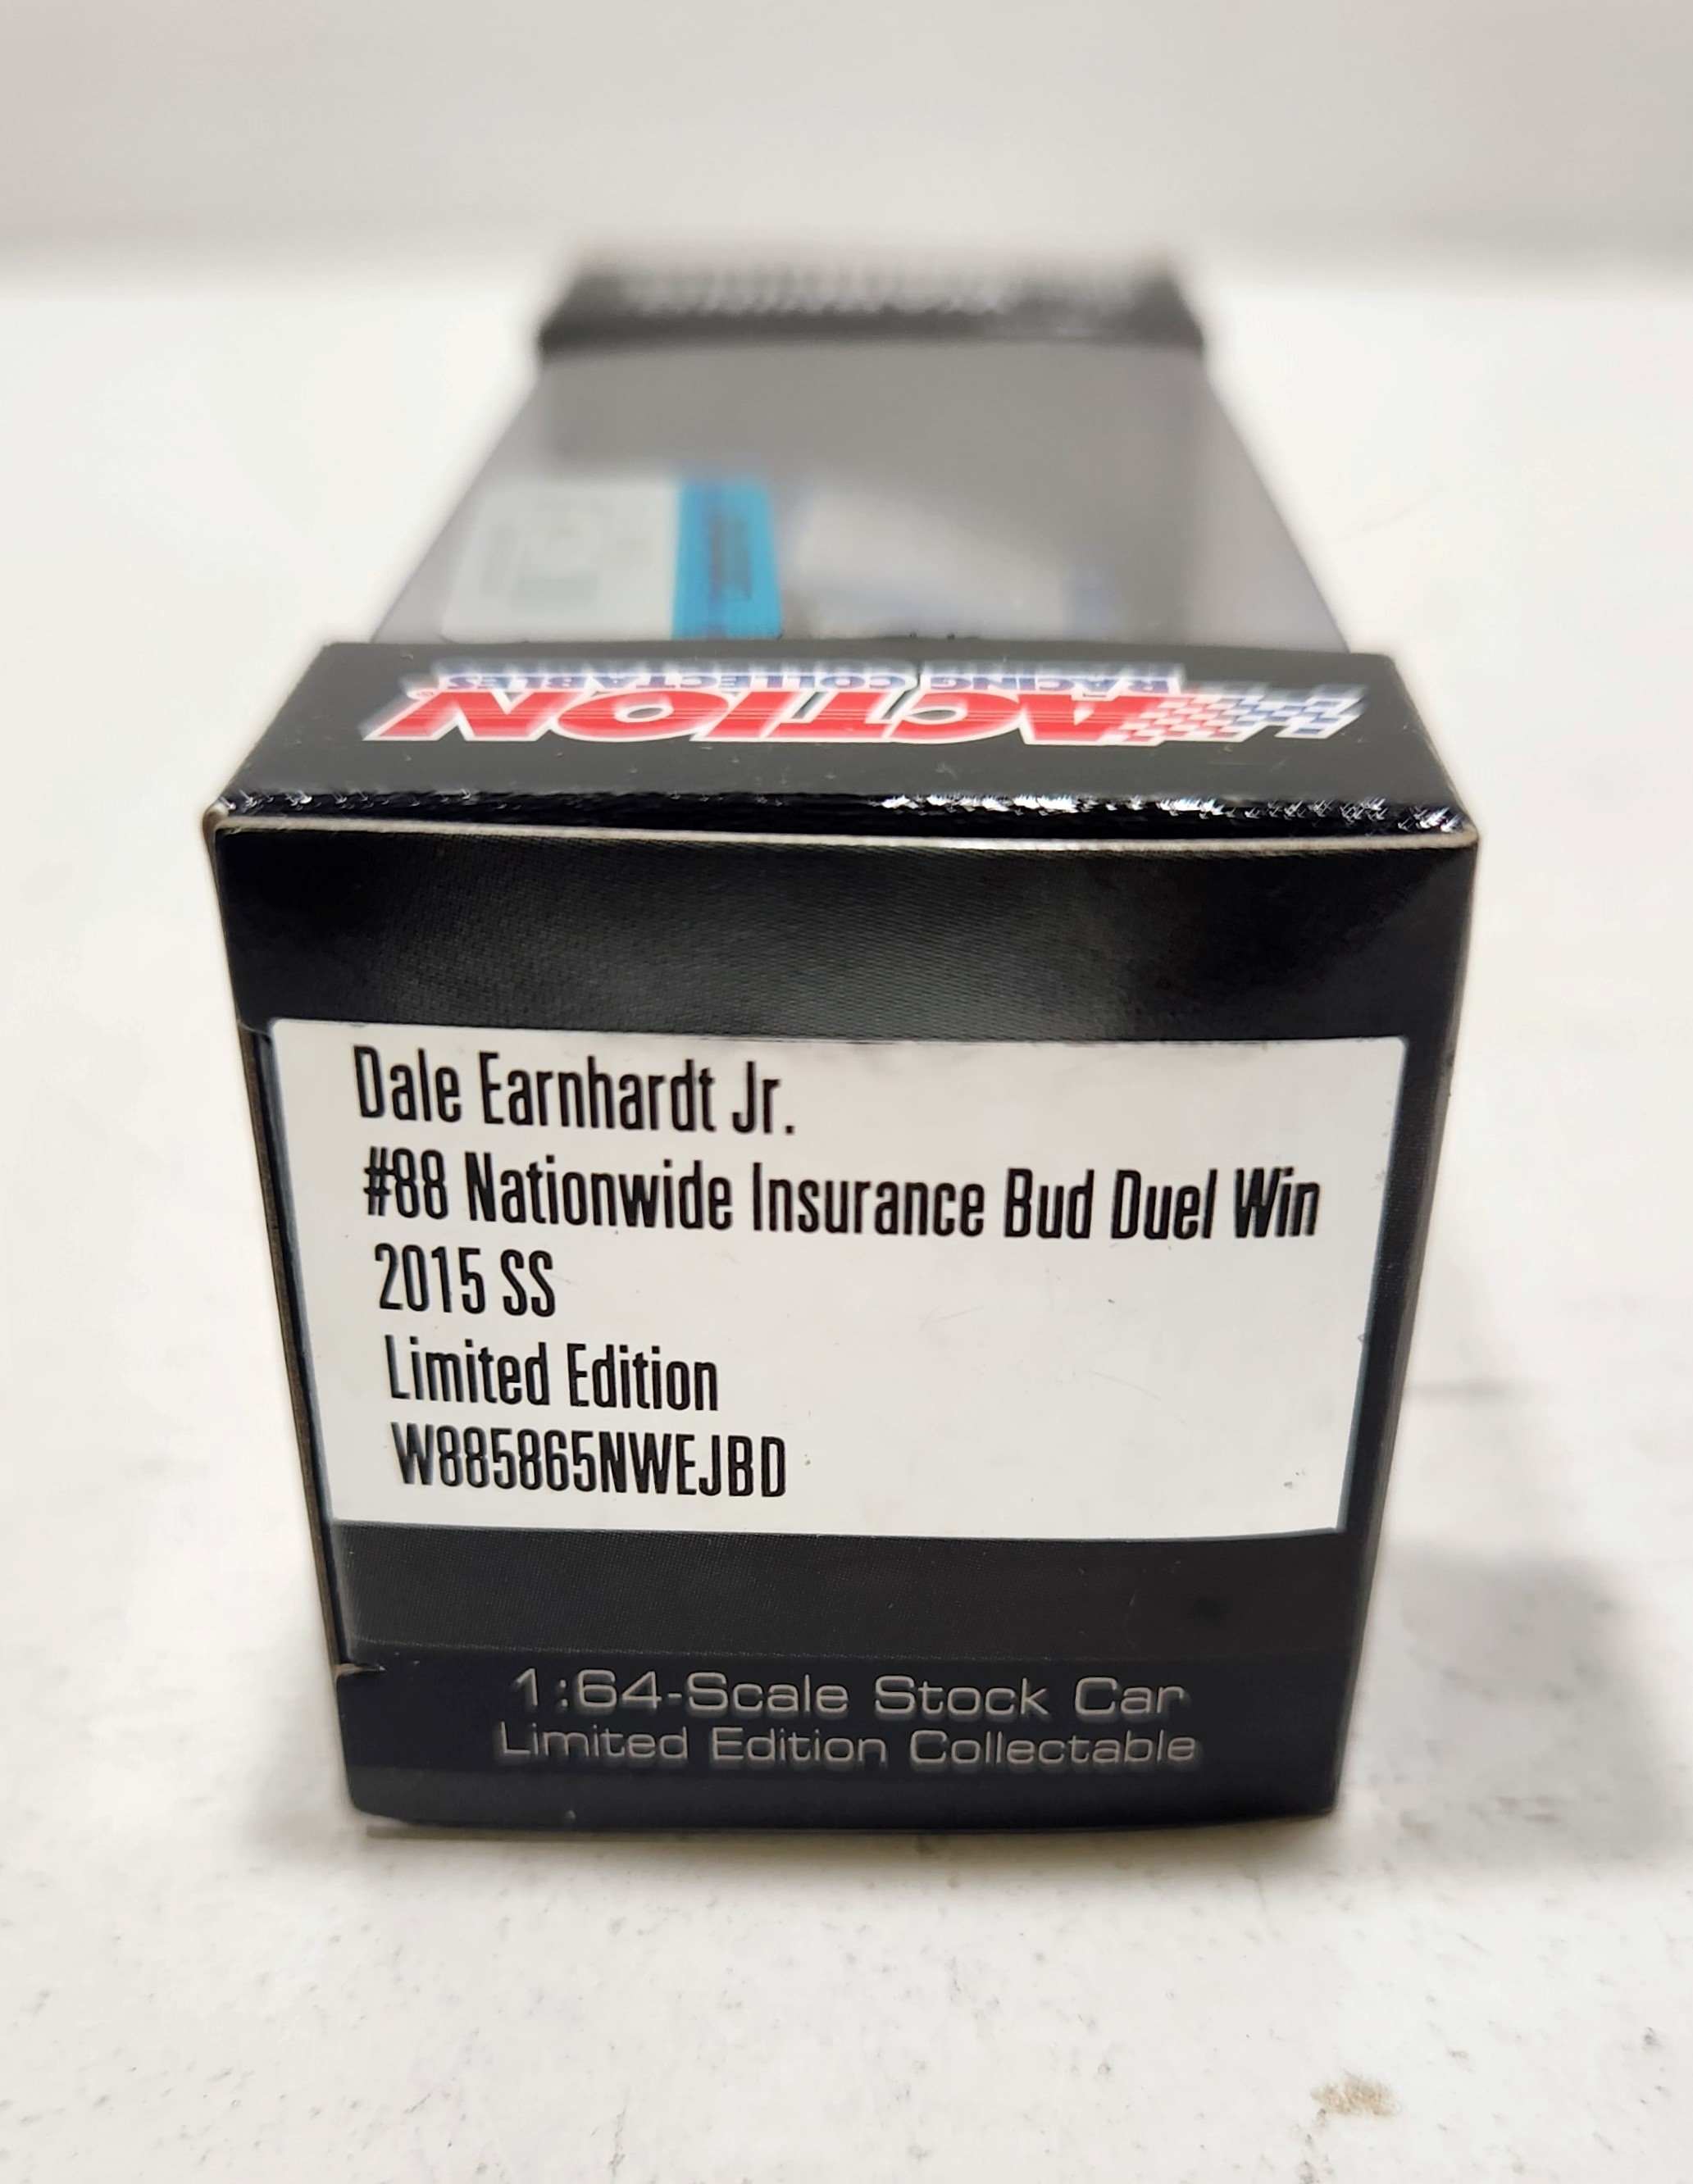 ACTION
RACING COLLECTABLES
Dale Earnhardt Jr.
#88 Nationwide Insurance Bud Duel Win
2015 SS
Limited Edition
W885865NWEJBD
1:64-Scale Stock Car
Limited Edition Collectable